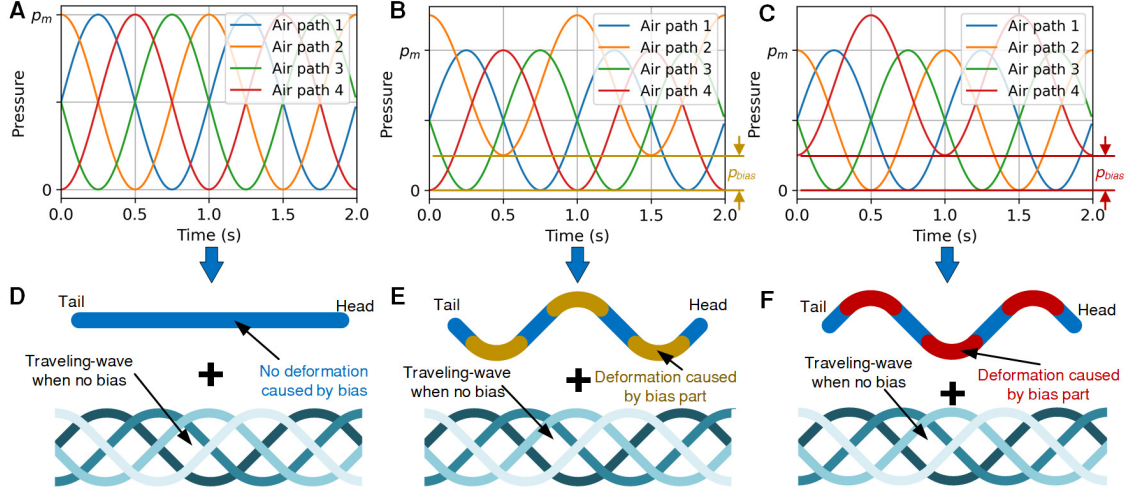 A
Pressure
pₘ
0
Air path 1
Air path 2
Air path 3
Air path 4
0.0 0.5 1.0 1.5 2.0
Time (s)
B
Pressure
pₘ
0
Air path 1
Air path 2
Air path 3
Air path 4
p_bias
0.0 0.5 1.0 1.5 2.0
Time (s)
C
Pressure
pₘ
0
Air path 1
Air path 2
Air path 3
Air path 4
p_bias
0.0 0.5 1.0 1.5 2.0
Time (s)
D
Tail
Head
Traveling-wave
when no bias
No deformation
caused by bias
E
Tail
Head
Traveling-wave
when no bias
Deformation caused
by bias part
F
Tail
Head
Traveling-wave
when no bias
Deformation caused
by bias part